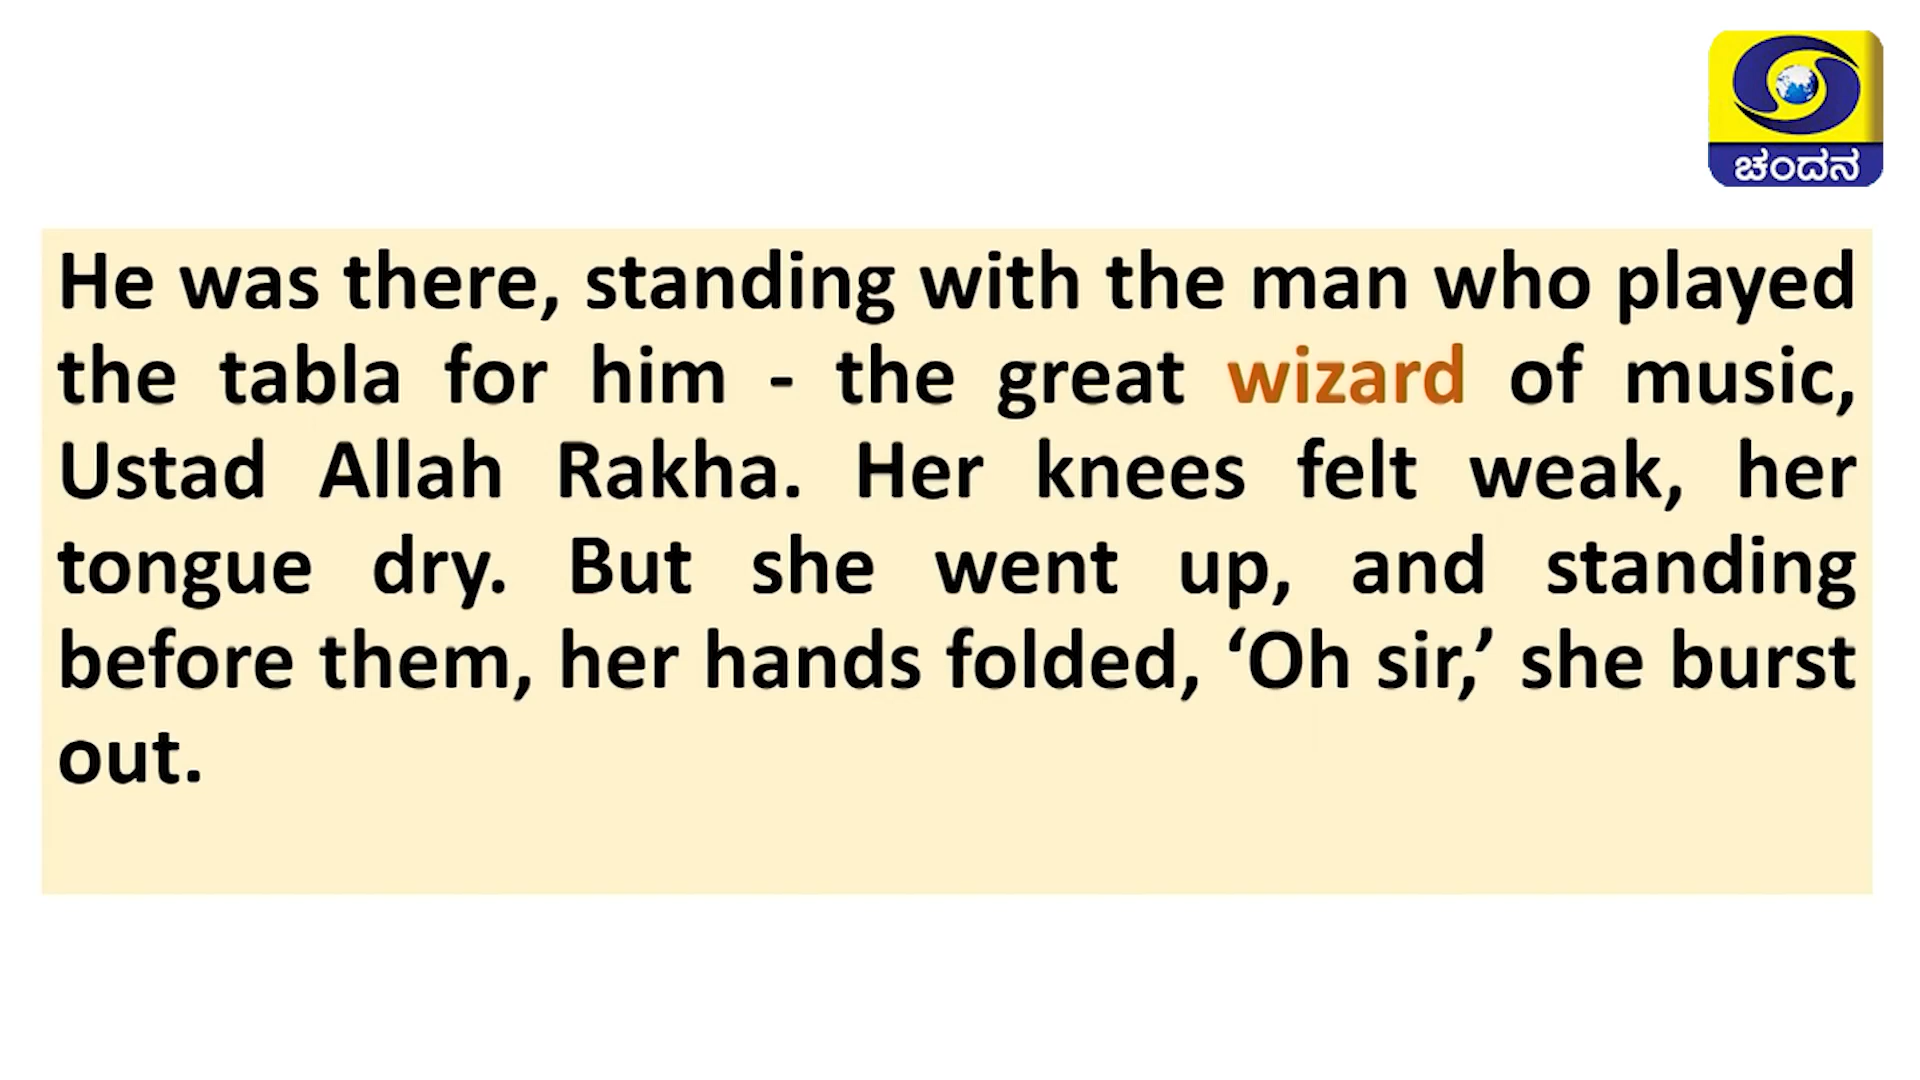 ಚಂದನ
He was there, standing with the man who played
the tabla for him - the great wizard of music,
Ustad Allah Rakha. Her knees felt weak, her
tongue dry. But she went up, and standing
before them, her hands folded, ‘Oh sir,’ she burst
out.